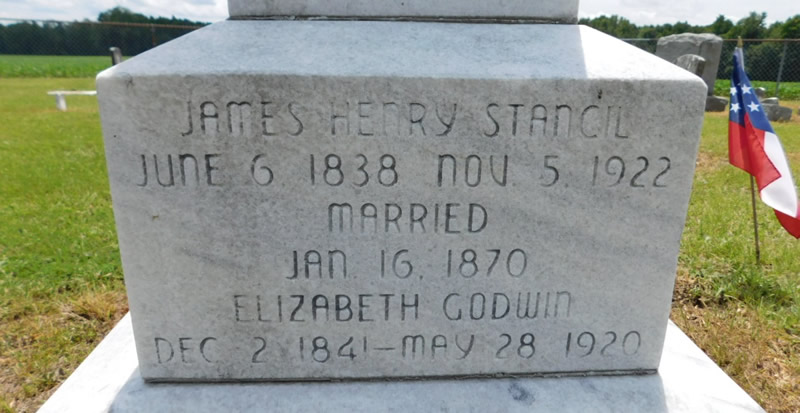 JAMES HENRY STANCIL
JUNE 6 1838 NOV. 5, 1922
MARRIED
JAN. 16, 1870
ELIZABETH GODWIN
DEC 2 1841-MAY 28 1920